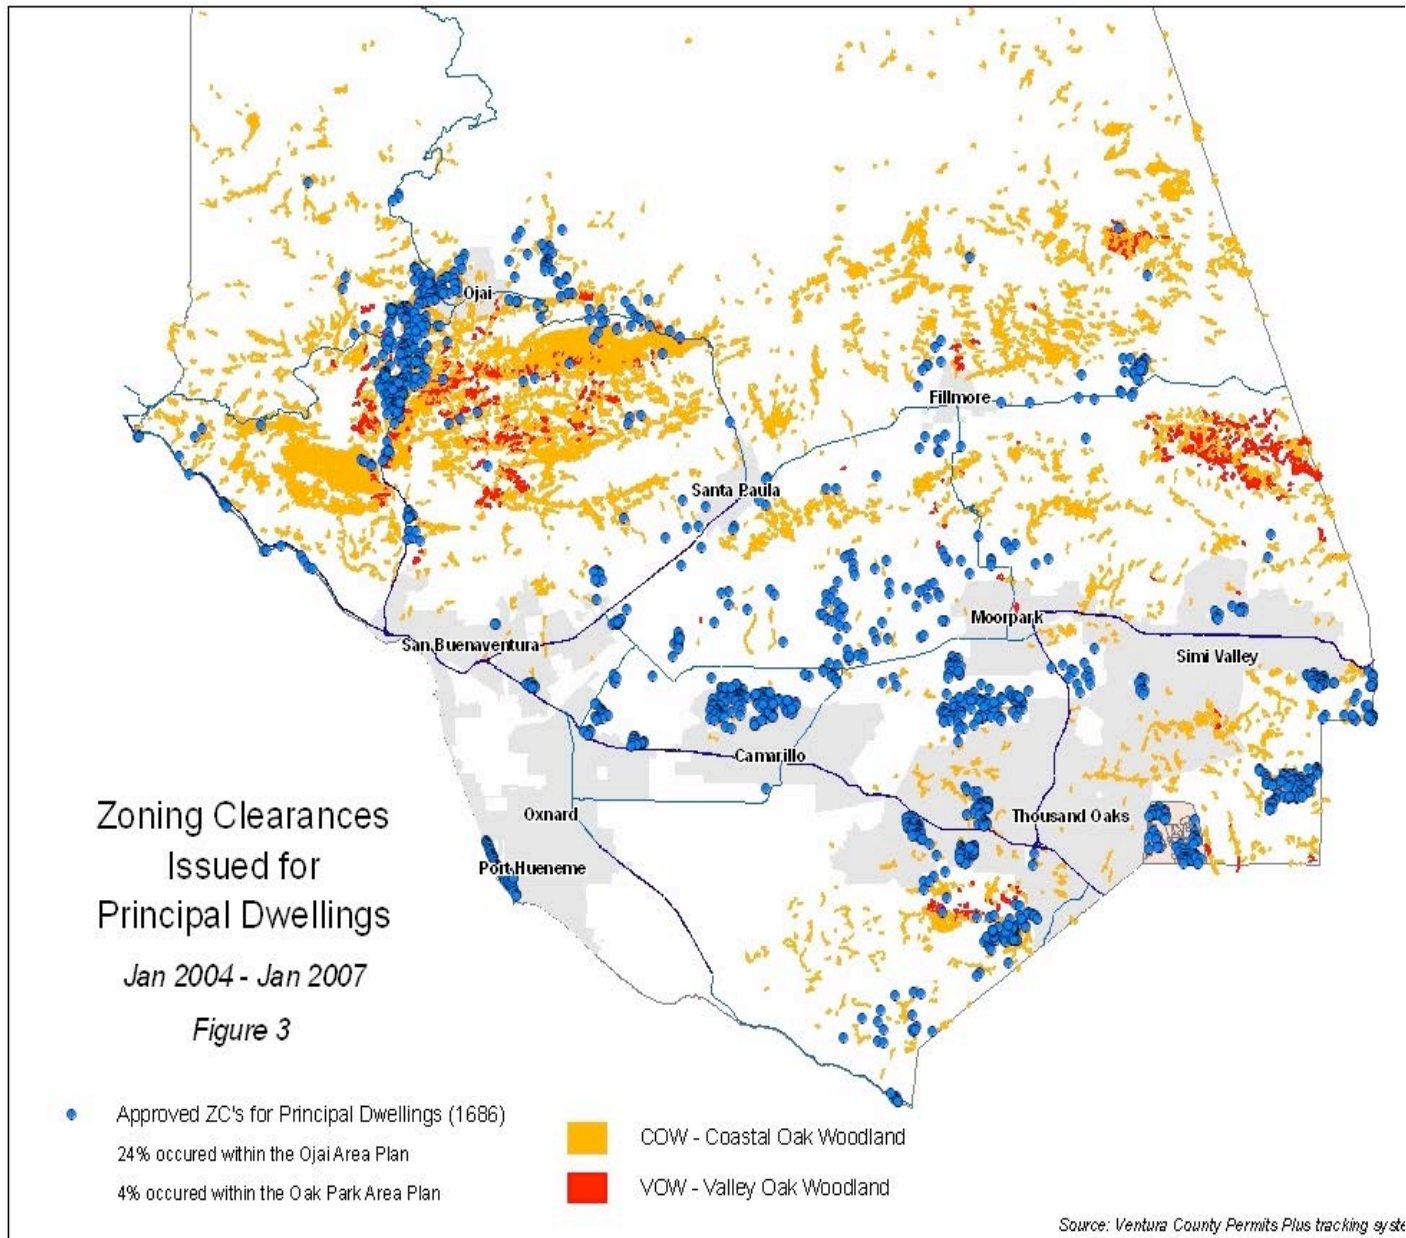 Ojai
Fillmore
Santa Paula
Moorpark
San Buenaventura
Simi Valley
Camarillo
Oxnard
Thousand Oaks
Port Hueneme
Zoning Clearances
Issued for
Principal Dwellings
Jan 2004 - Jan 2007
Figure 3
Approved ZC's for Principal Dwellings (1686)
24% occured within the Ojai Area Plan
4% occured within the Oak Park Area Plan
COW - Coastal Oak Woodland
VOW - Valley Oak Woodland
Source: Ventura County Permits Plus tracking syste